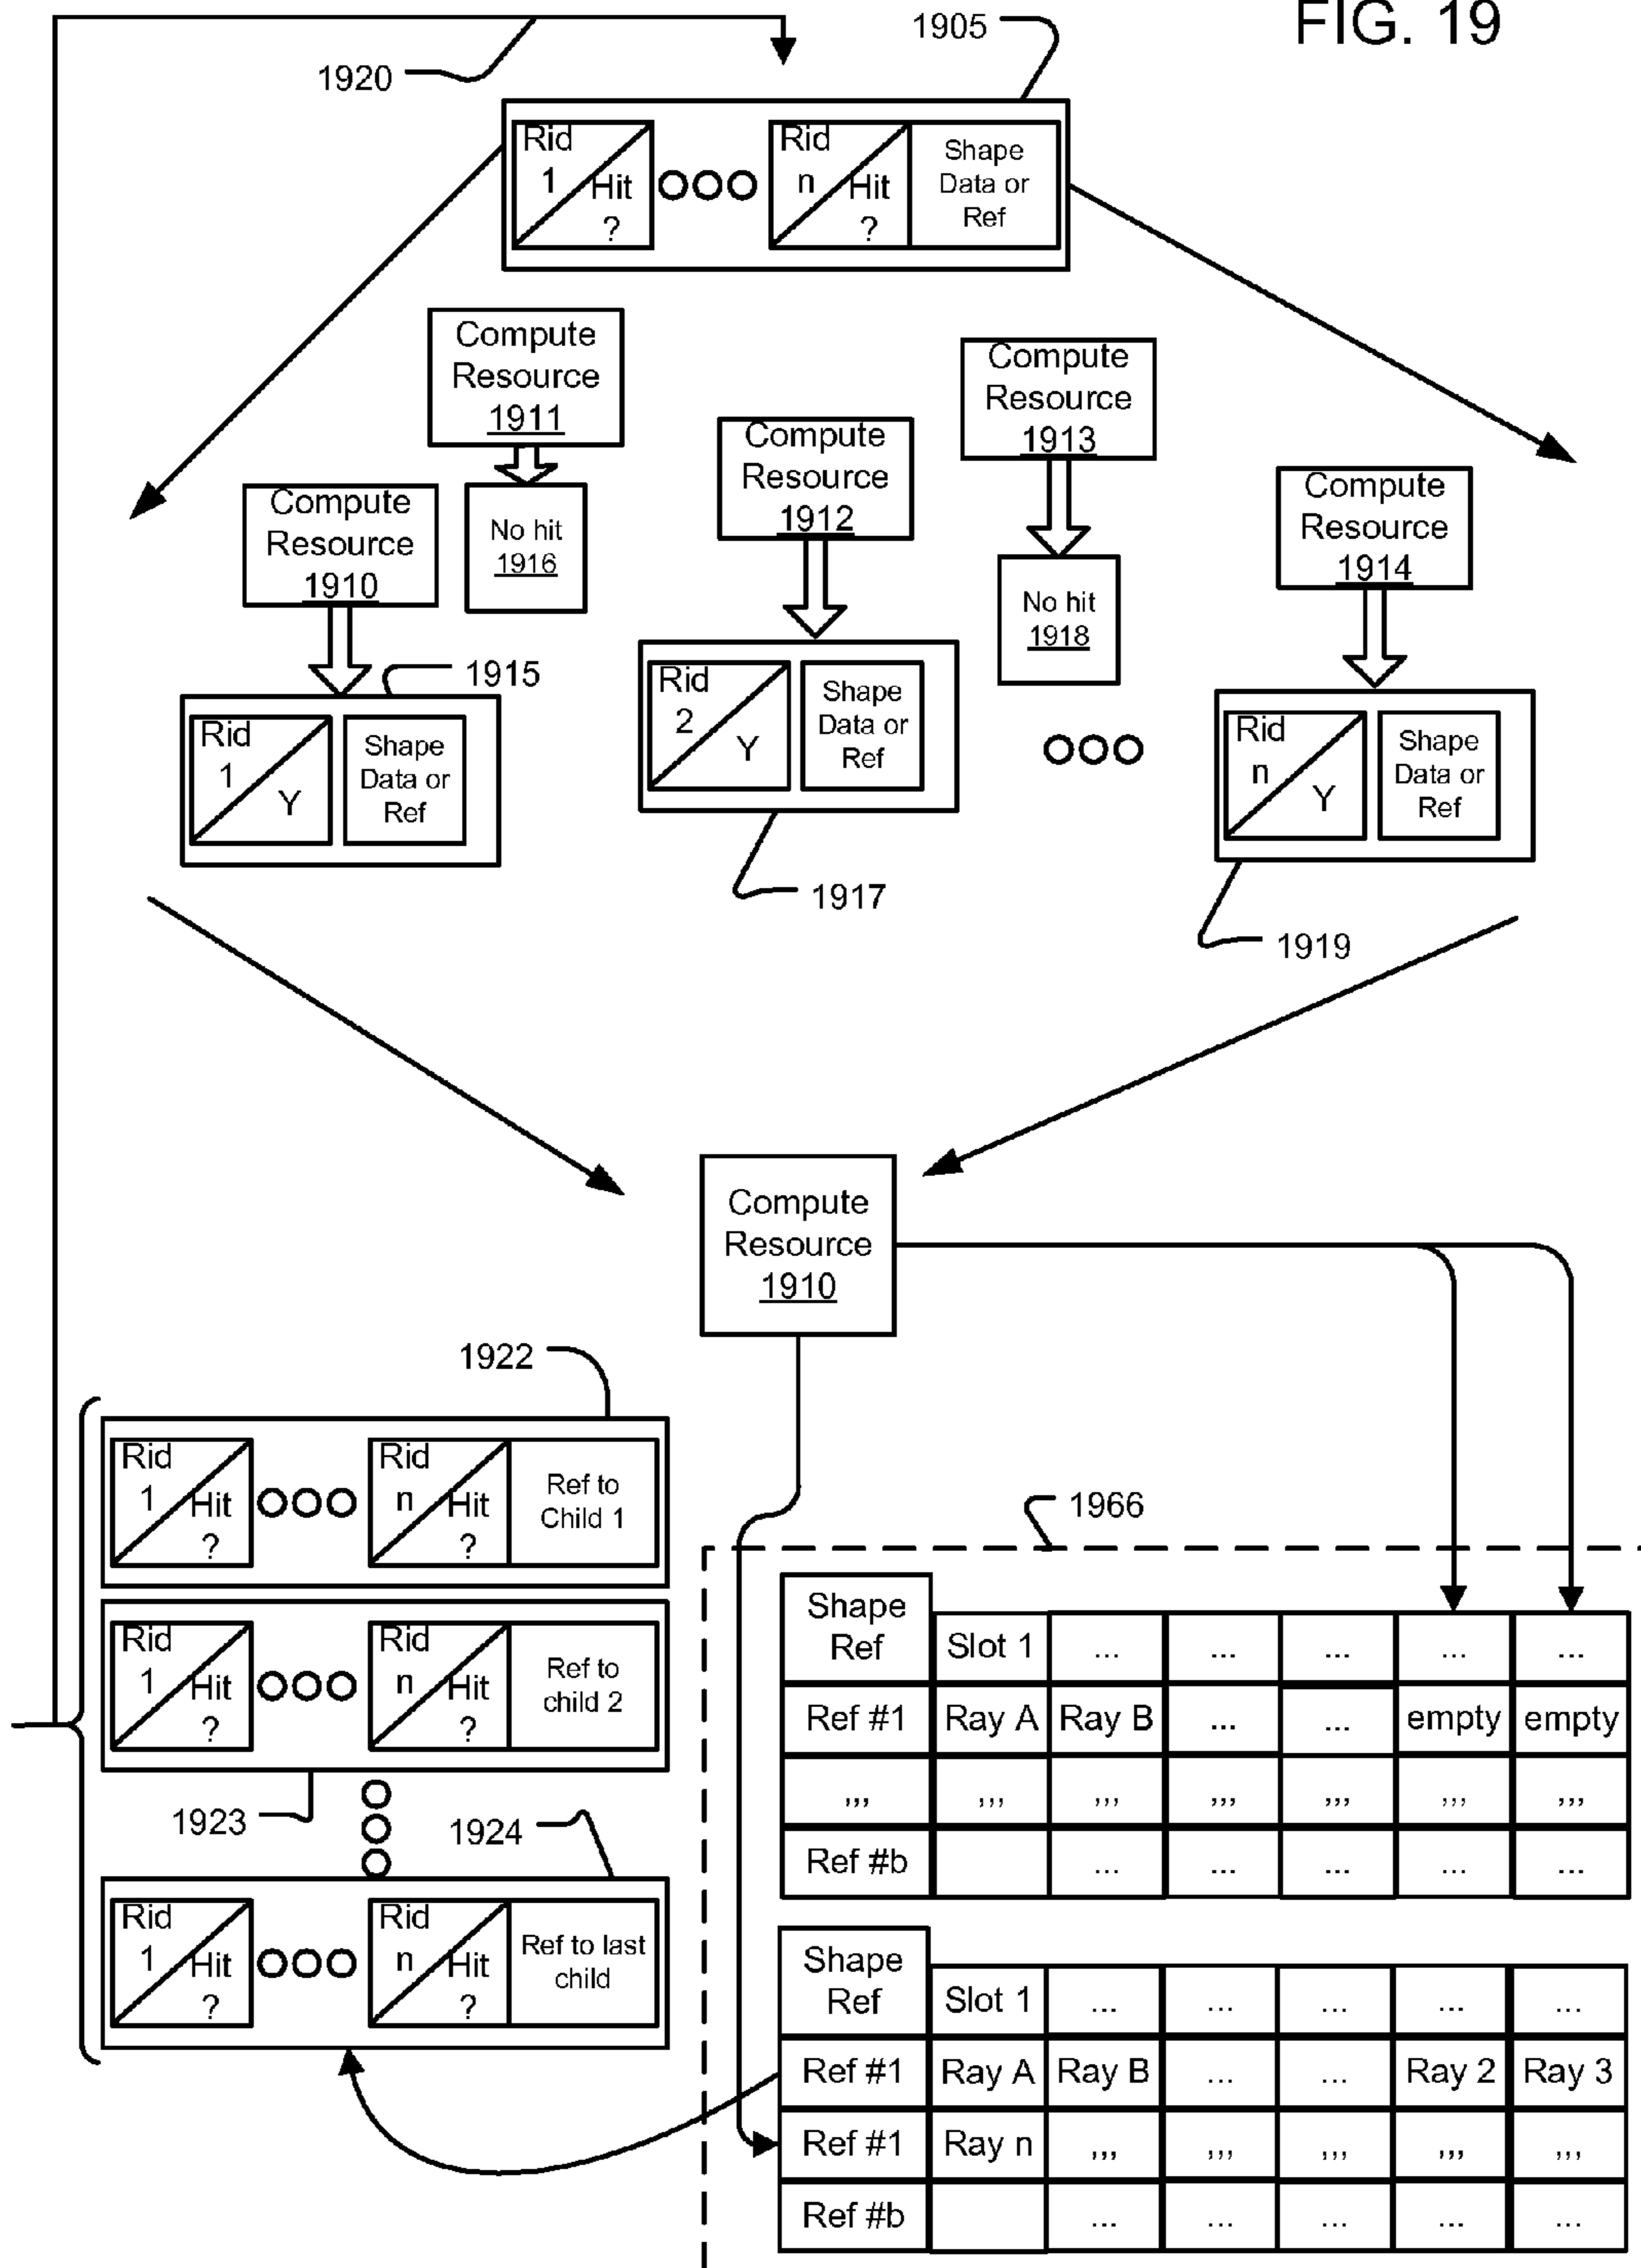 FIG. 19
1905
1920
Rid
1
Hit
?
Rid
n
Hit
?
Shape
Data or
Ref
Compute
Resource
1911
Compute
Resource
1913
Compute
Resource
1912
Compute
Resource
1914
Compute
Resource
1910
No hit
1916
No hit
1918
1915
Rid
1
Y
Shape
Data or
Ref
Rid
2
Y
Shape
Data or
Ref
Rid
n
Y
Shape
Data or
Ref
1917
1919
Compute
Resource
1910
1922
Rid
1
Hit
?
Rid
n
Hit
?
Ref to
Child 1
Rid
1
Hit
?
Rid
n
Hit
?
Ref to
child 2
1923
1924
Rid
1
Hit
?
Rid
n
Hit
?
Ref to last
child
1966
Shape
Ref
Slot 1 ... ... ... ... ...
Ref #1 Ray A Ray B ... ... empty empty
,,, ,,, ,,, ,,, ,,, ,,, ,,,
Ref #b ... ... ... ... ...
Shape
Ref
Slot 1 ... ... ... ... ...
Ref #1 Ray A Ray B ... ... Ray 2 Ray 3
Ref #1 Ray n ,,, ,,, ,,, ,,, ,,,
Ref #b ... ... ... ... ...